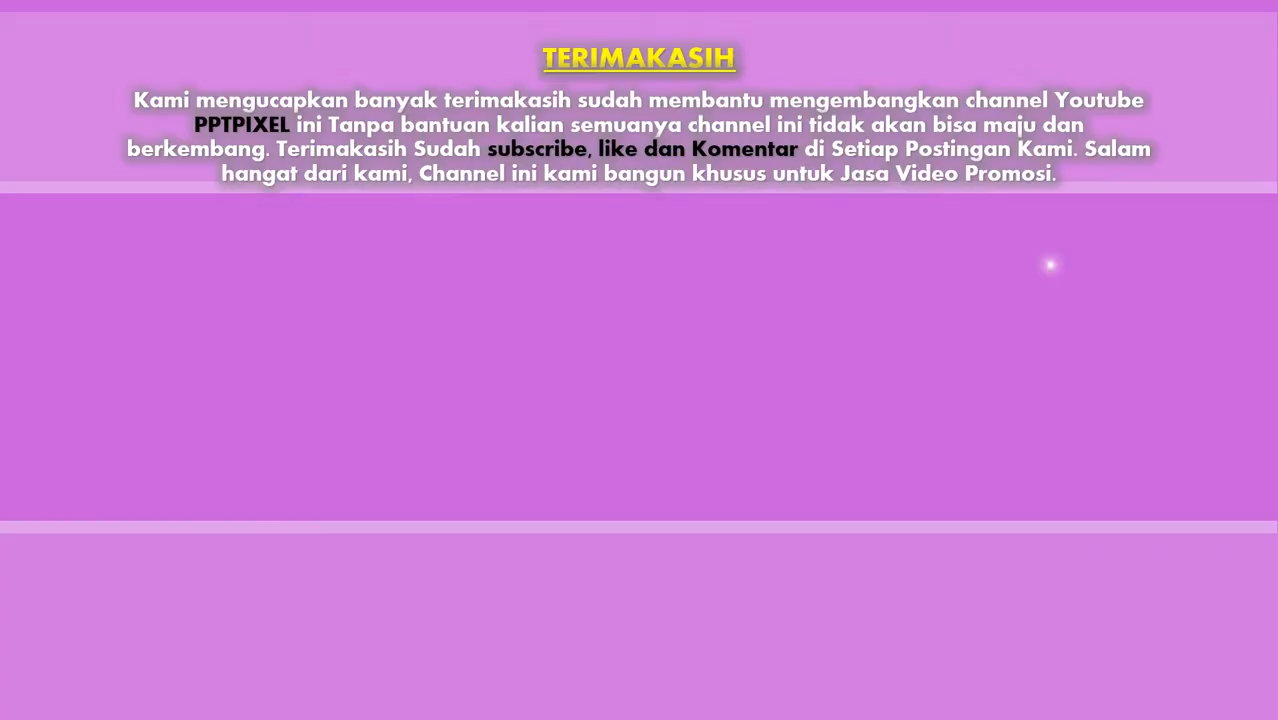 TERIMAKASIH
Kami mengucapkan banyak terimakasih sudah membantu mengembangkan channel Youtube
PPTPIXEL ini Tanpa bantuan kalian semuanya channel ini tidak akan bisa maju dan
berkembang. Terimakasih Sudah subscribe, like dan Komentar di Setiap Postingan Kami. Salam
hangat dari kami, Channel ini kami bangun khusus untuk Jasa Video Promosi.